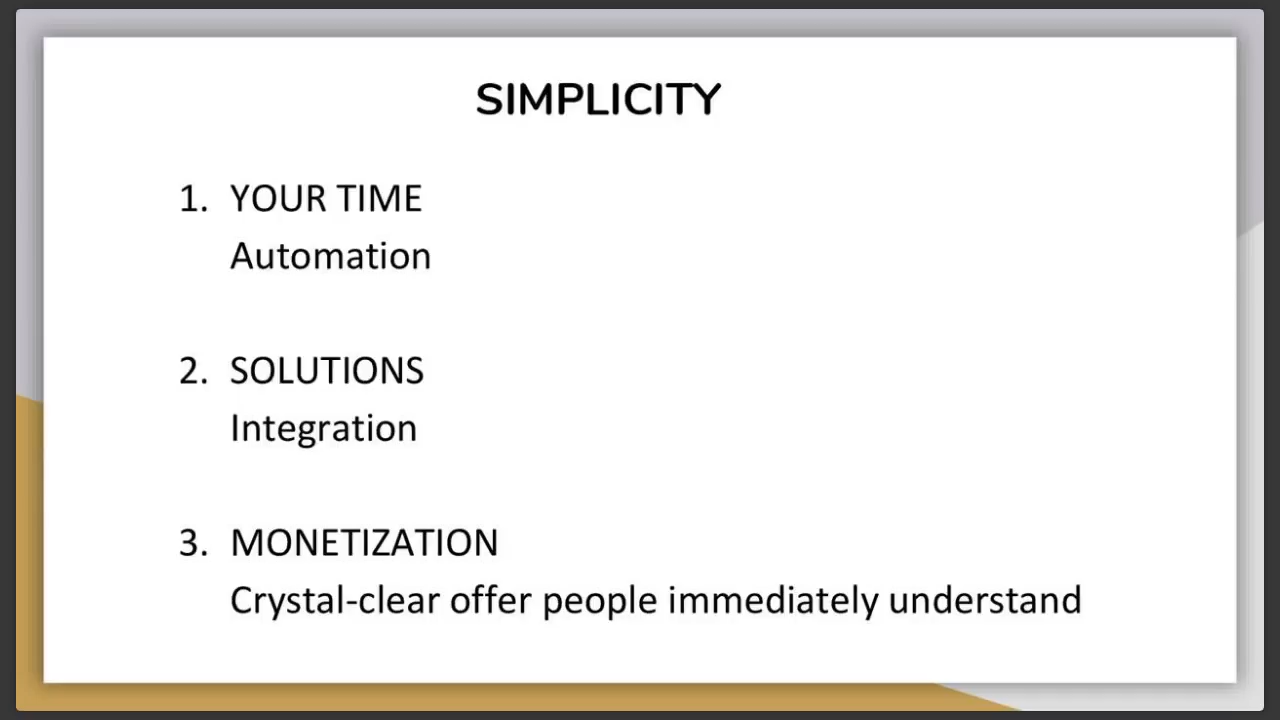 SIMPLICITY
1. YOUR TIME
Automation
2. SOLUTIONS
Integration
3. MONETIZATION
Crystal-clear offer people immediately understand